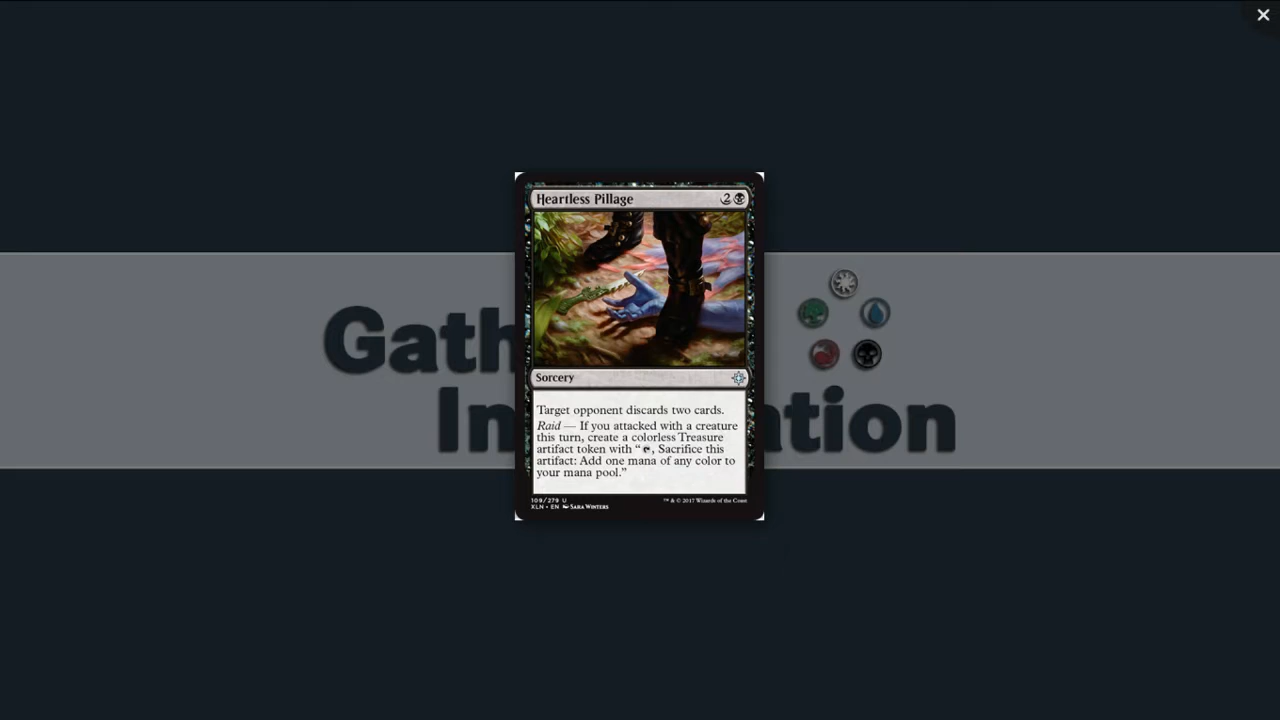 Heartless Pillage 2
Gath
In ation
Sorcery
Target opponent discards two cards.
Raid — If you attacked with a creature
this turn, create a colorless Treasure
artifact token with “, Sacrifice this
artifact: Add one mana of any color to
your mana pool.”
109/279 U
XLN • EN SARA WINTERS
™ & © 2017 Wizards of the Coast